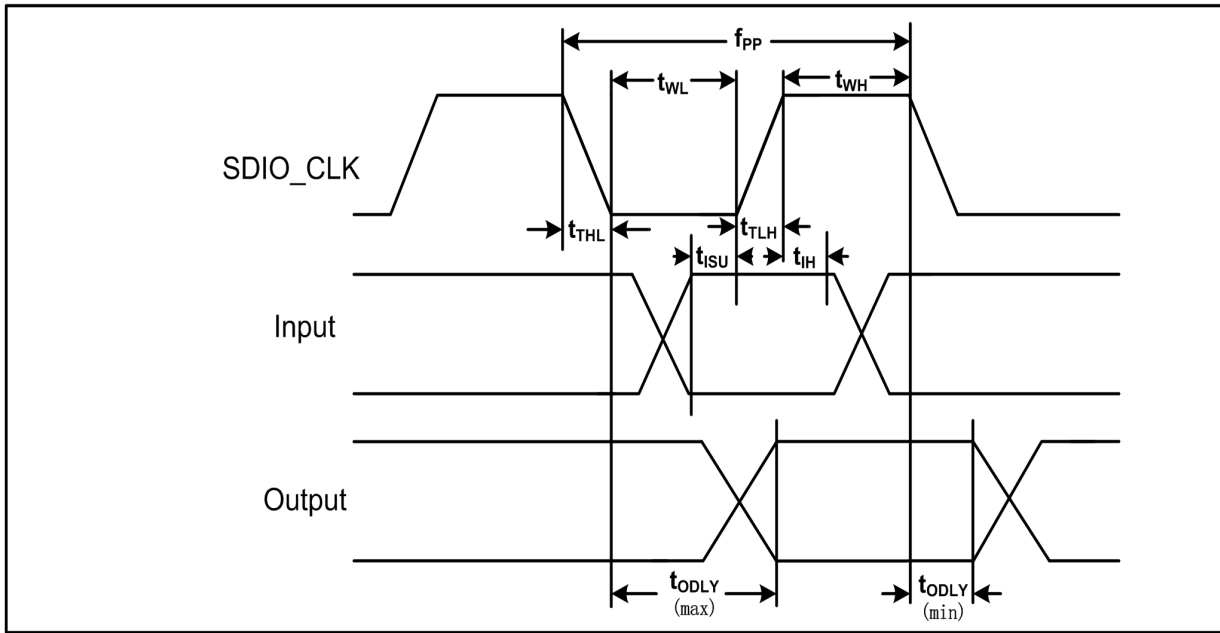 fPP
tWL
tWH
SDIO_CLK
tTHL
tTLH
tISU
tIH
Input
Output
tODLY
(max)
tODLY
(min)